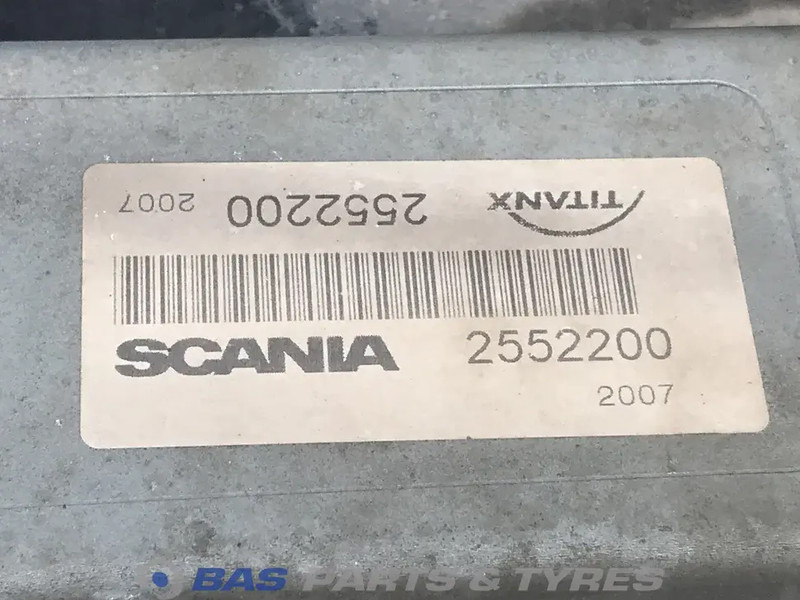 2007 2552200 TITANX
SCANIA 2552200
2007
BAS PARTS & TYRES